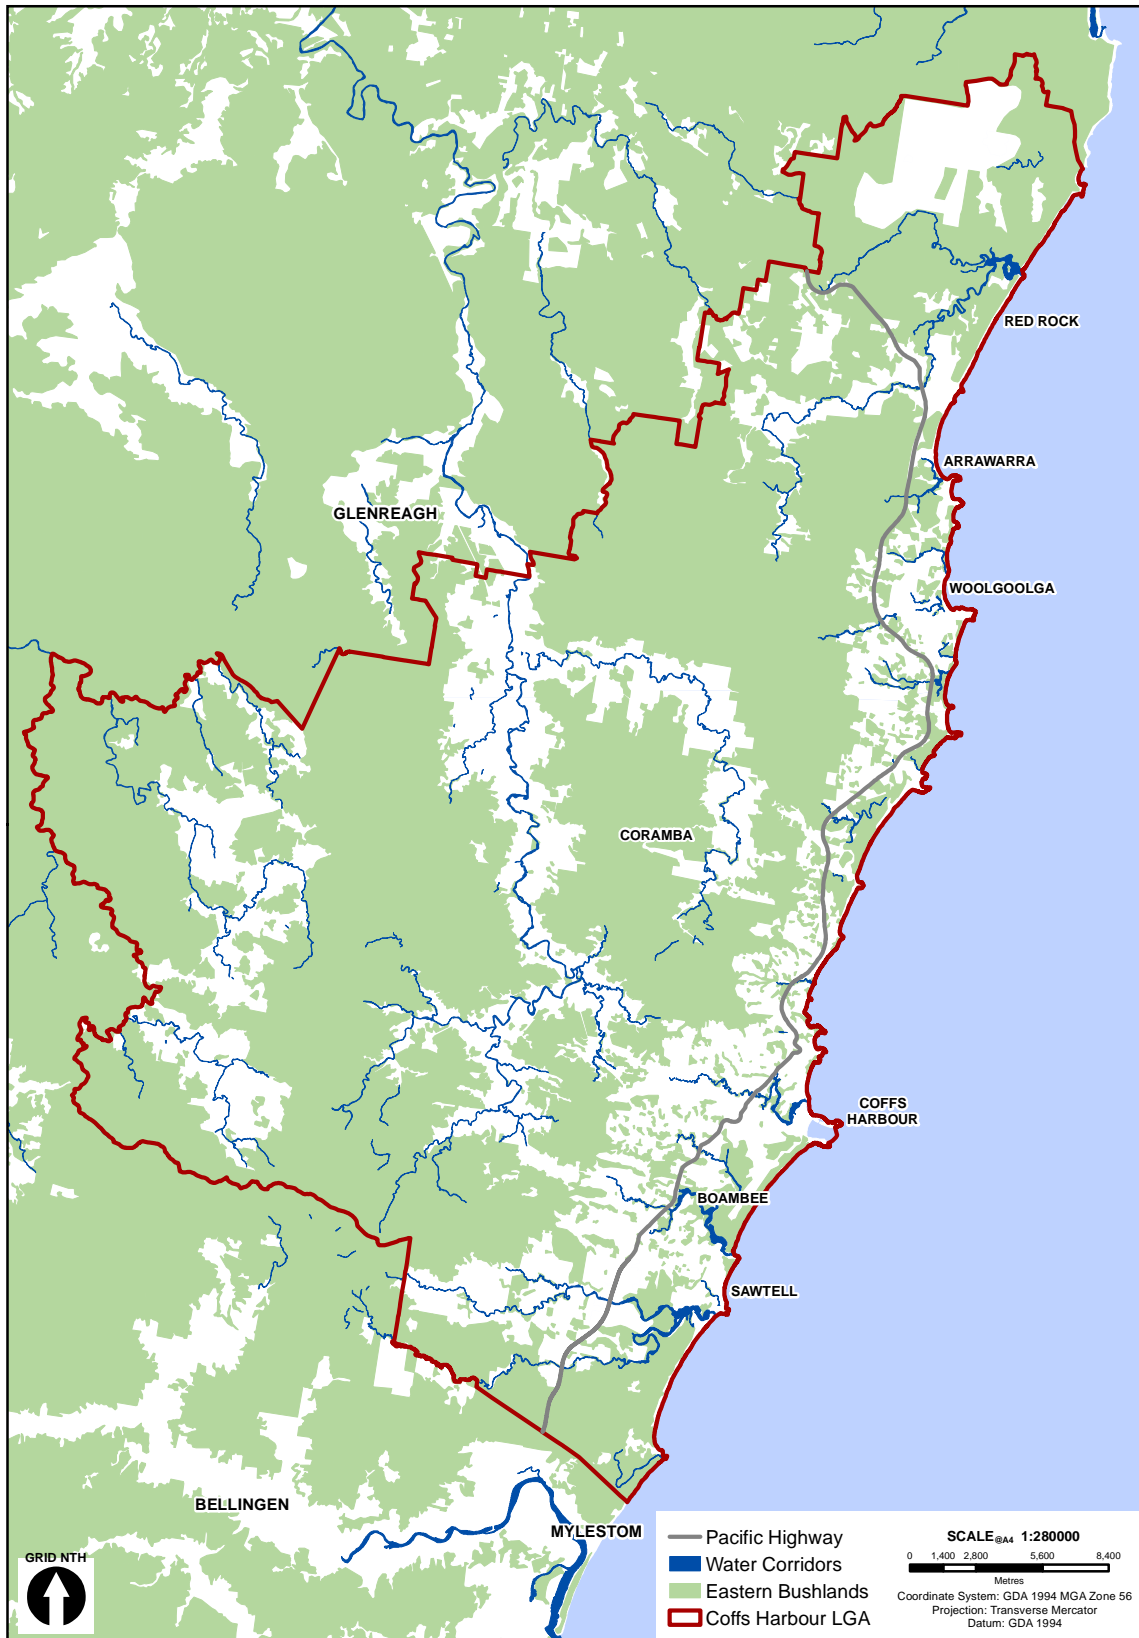 RED ROCK
ARRAWARRA
GLENREAGH
WOOLGOOLGA
CORAMBA
COFFS
HARBOUR
BOAMBEE
SAWTELL
BELLINGEN
MYLESTOM
GRID NTH
Pacific Highway
Water Corridors
Eastern Bushlands
Coffs Harbour LGA
SCALE@A4 1:280000
0 1,400 2,800 5,600 8,400
Metres
Coordinate System: GDA 1994 MGA Zone 56
Projection: Transverse Mercator
Datum: GDA 1994